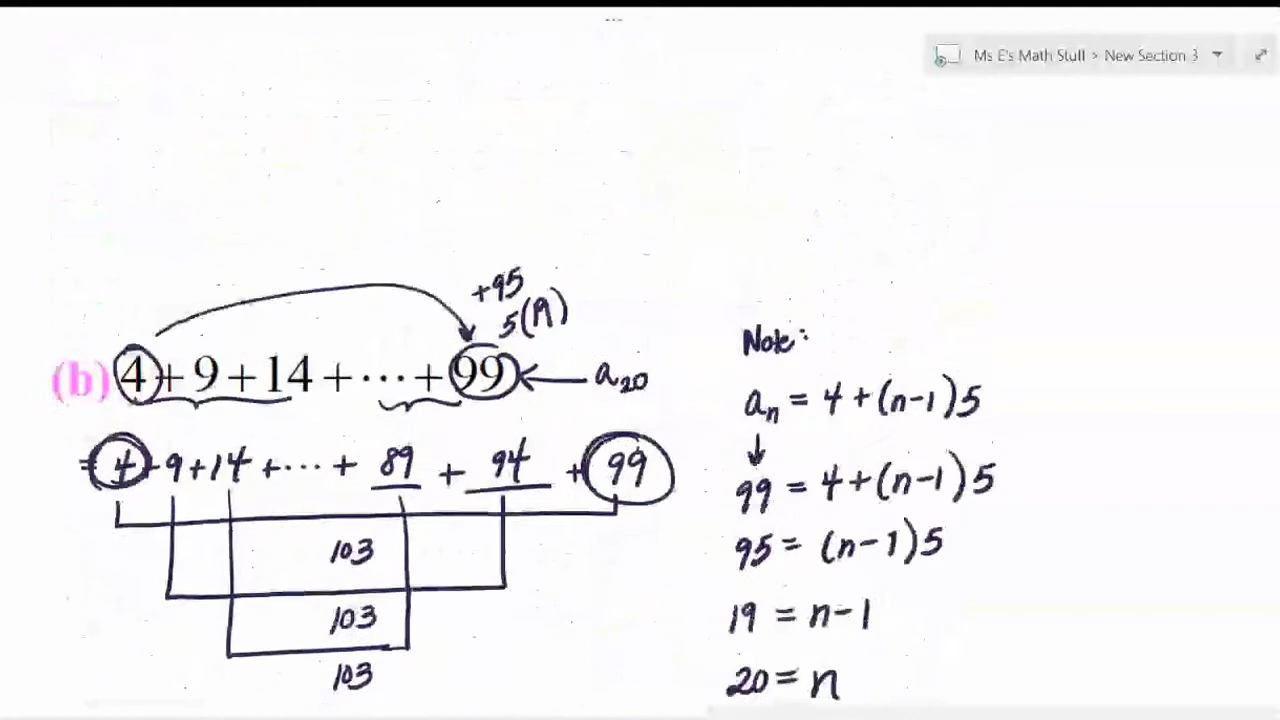 Ms E's Math Stull > New Section 3
+95
5(19)
(b) 4 + 9 + 14 + ⋯ + 99 ← a₂₀
= 4 + 9 + 14 + ⋯ + 89 + 94 + 99
103
103
103
Note:
aₙ = 4 + (n-1)5
99 = 4 + (n-1)5
95 = (n-1)5
19 = n-1
20 = n